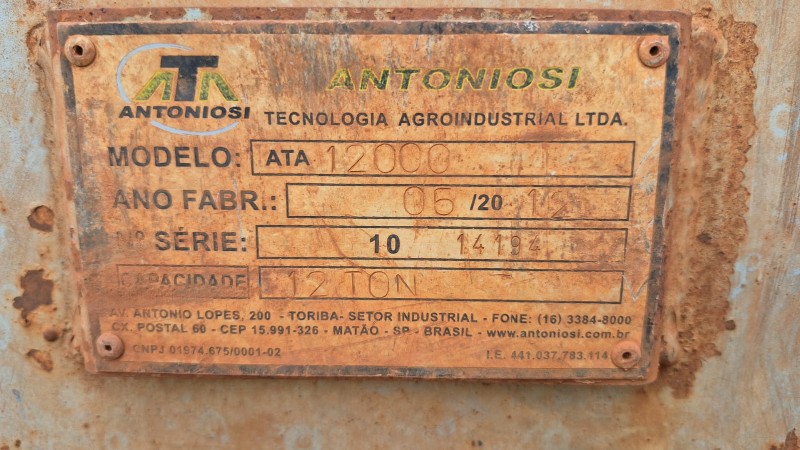 ATA
ANTONIOSI
ANTONIOSI
TECNOLOGIA AGROINDUSTRIAL LTDA.
MODELO: ATA 12000
ANO FABR.: 06/20 12
Nº SÉRIE: 10 14194
CAPACIDADE 12 TON
AV. ANTONIO LOPES, 200 - TORIBA- SETOR INDUSTRIAL - FONE: (16) 3384-8000
CX. POSTAL 60 - CEP 15.991-326 - MATÃO - SP - BRASIL - www.antoniosi.com.br
CNPJ 01974.675/0001-02 I.E. 441.037.783.114